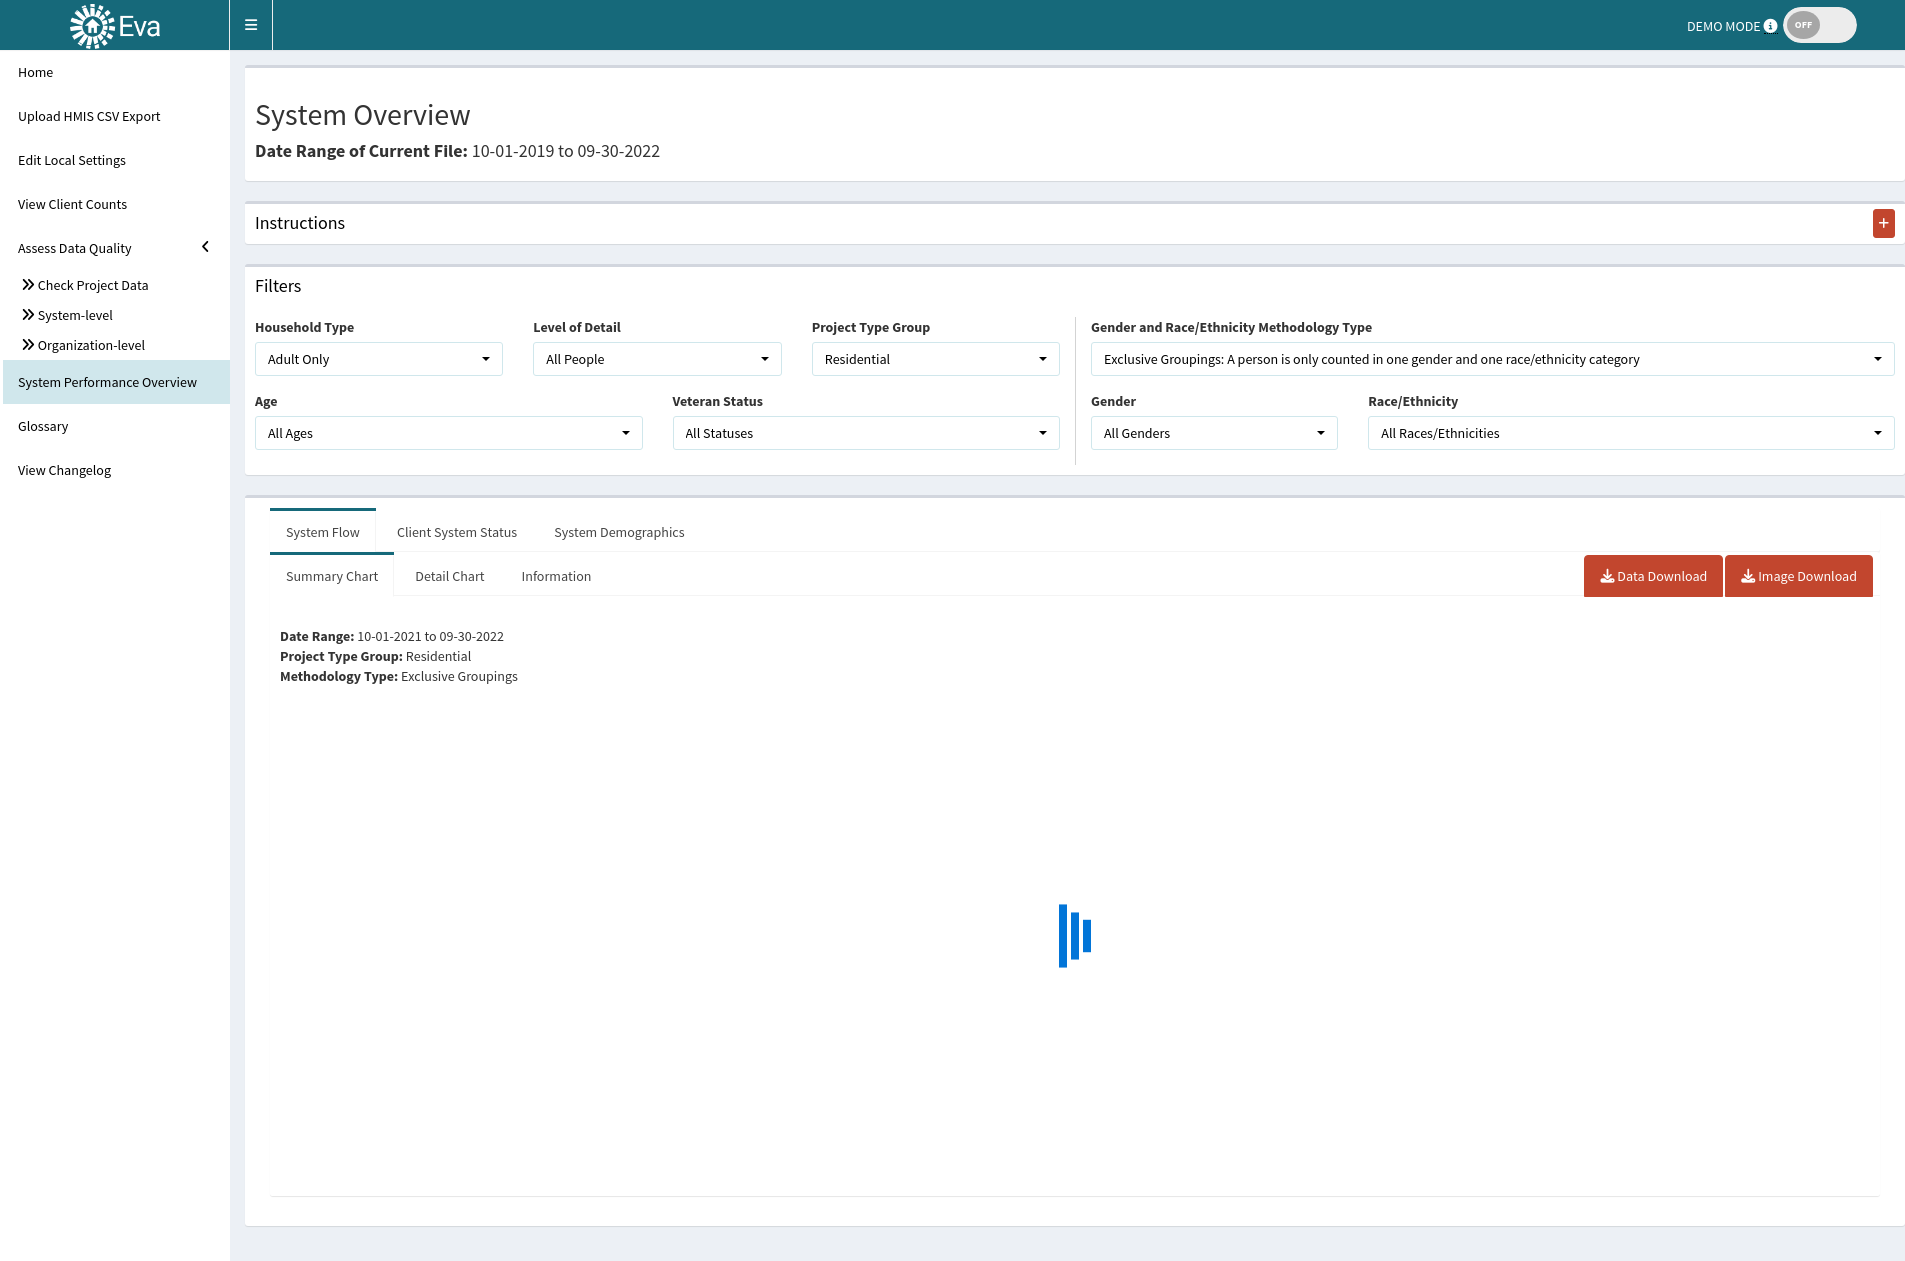 Eva
DEMO MODE
OFF
Home
Upload HMIS CSV Export
Edit Local Settings
View Client Counts
Assess Data Quality
Check Project Data
System-level
Organization-level
System Performance Overview
Glossary
View Changelog
System Overview
Date Range of Current File: 10-01-2019 to 09-30-2022
Instructions
+
Filters
Household Type
Adult Only
Level of Detail
All People
Project Type Group
Residential
Gender and Race/Ethnicity Methodology Type
Exclusive Groupings: A person is only counted in one gender and one race/ethnicity category
Age
All Ages
Veteran Status
All Statuses
Gender
All Genders
Race/Ethnicity
All Races/Ethnicities
System Flow
Client System Status
System Demographics
Summary Chart
Detail Chart
Information
Data Download
Image Download
Date Range: 10-01-2021 to 09-30-2022
Project Type Group: Residential
Methodology Type: Exclusive Groupings